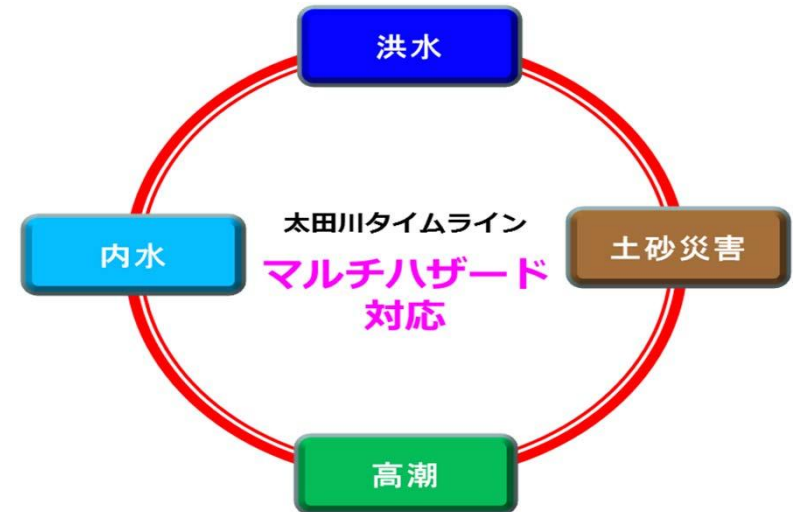 洪水
太田川タイムライン
内水
土砂災害
マルチハザード
対応
高潮